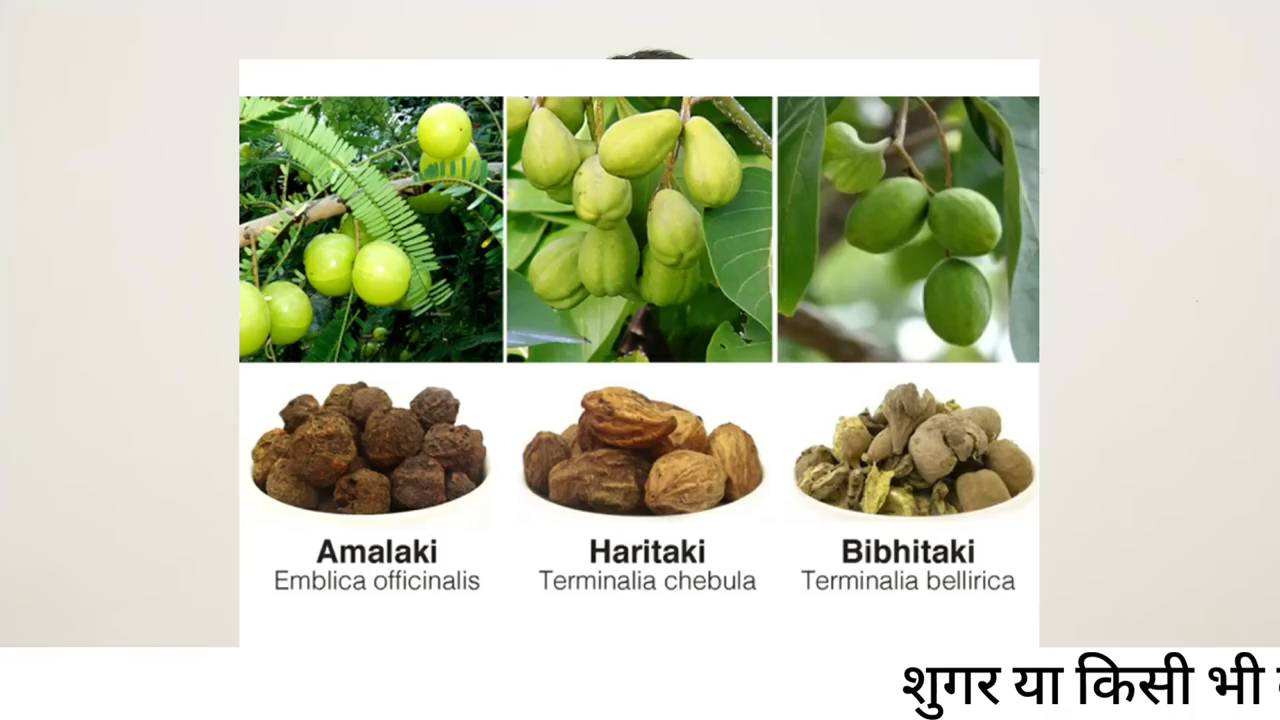 Amalaki
Emblica officinalis
Haritaki
Terminalia chebula
Bibhitaki
Terminalia bellirica
शुगर या किसी भी